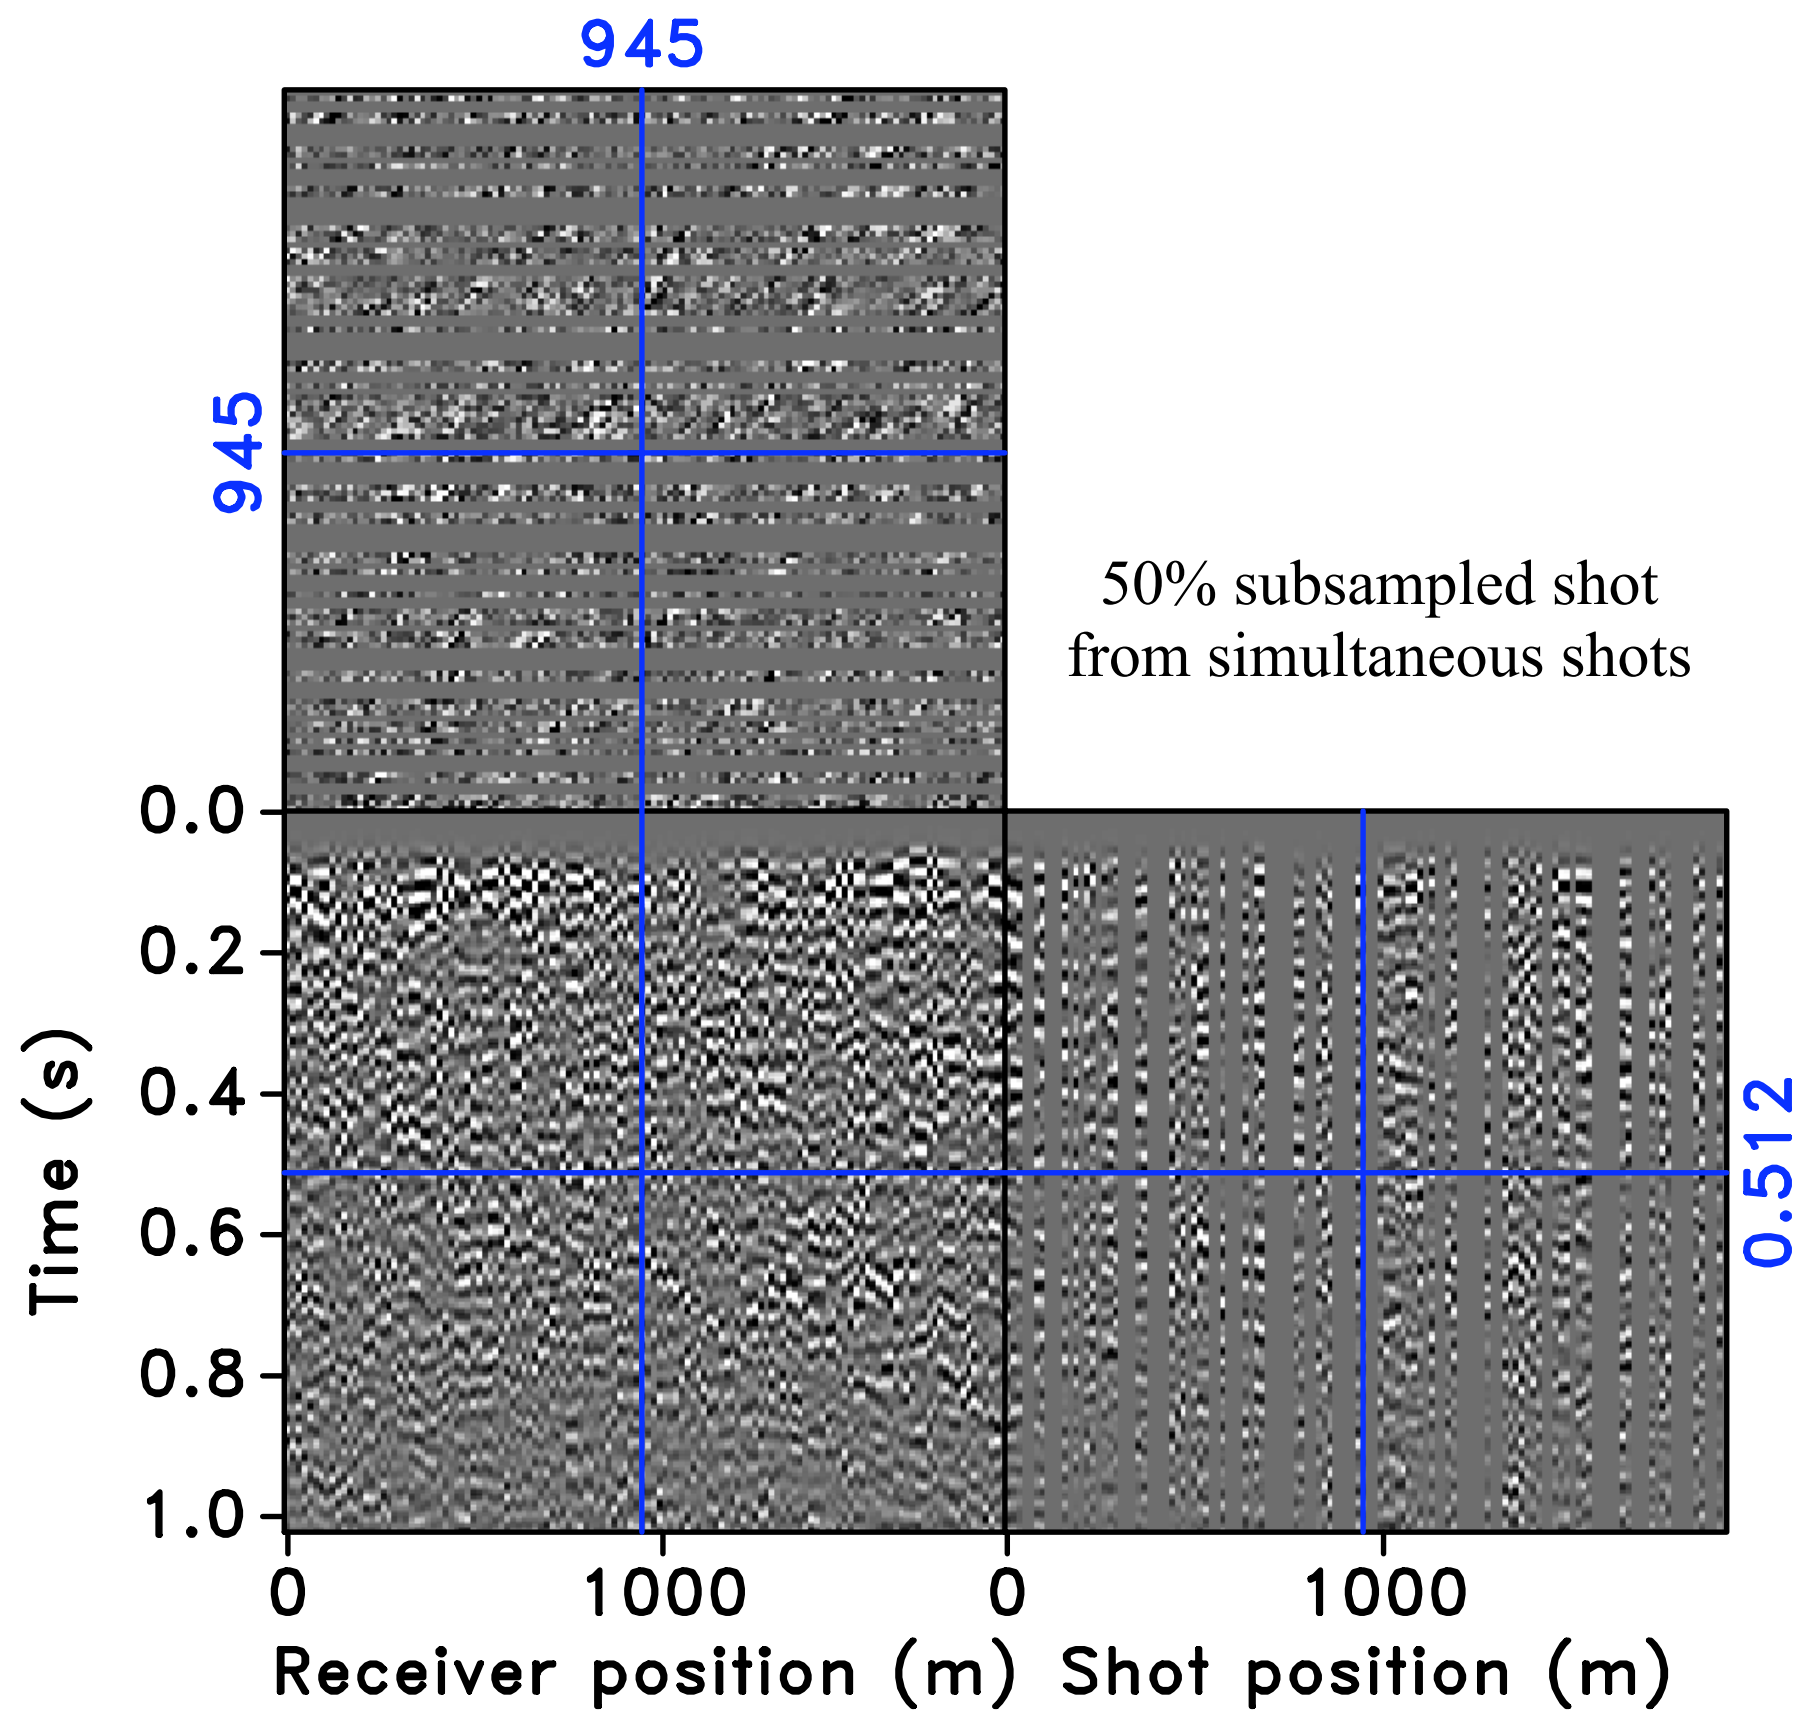 945
945
50% subsampled shot
from simultaneous shots
0.0
0.2
0.4
0.6
0.8
1.0
Time (s)
0.512
0 1000 0 1000
Receiver position (m) Shot position (m)